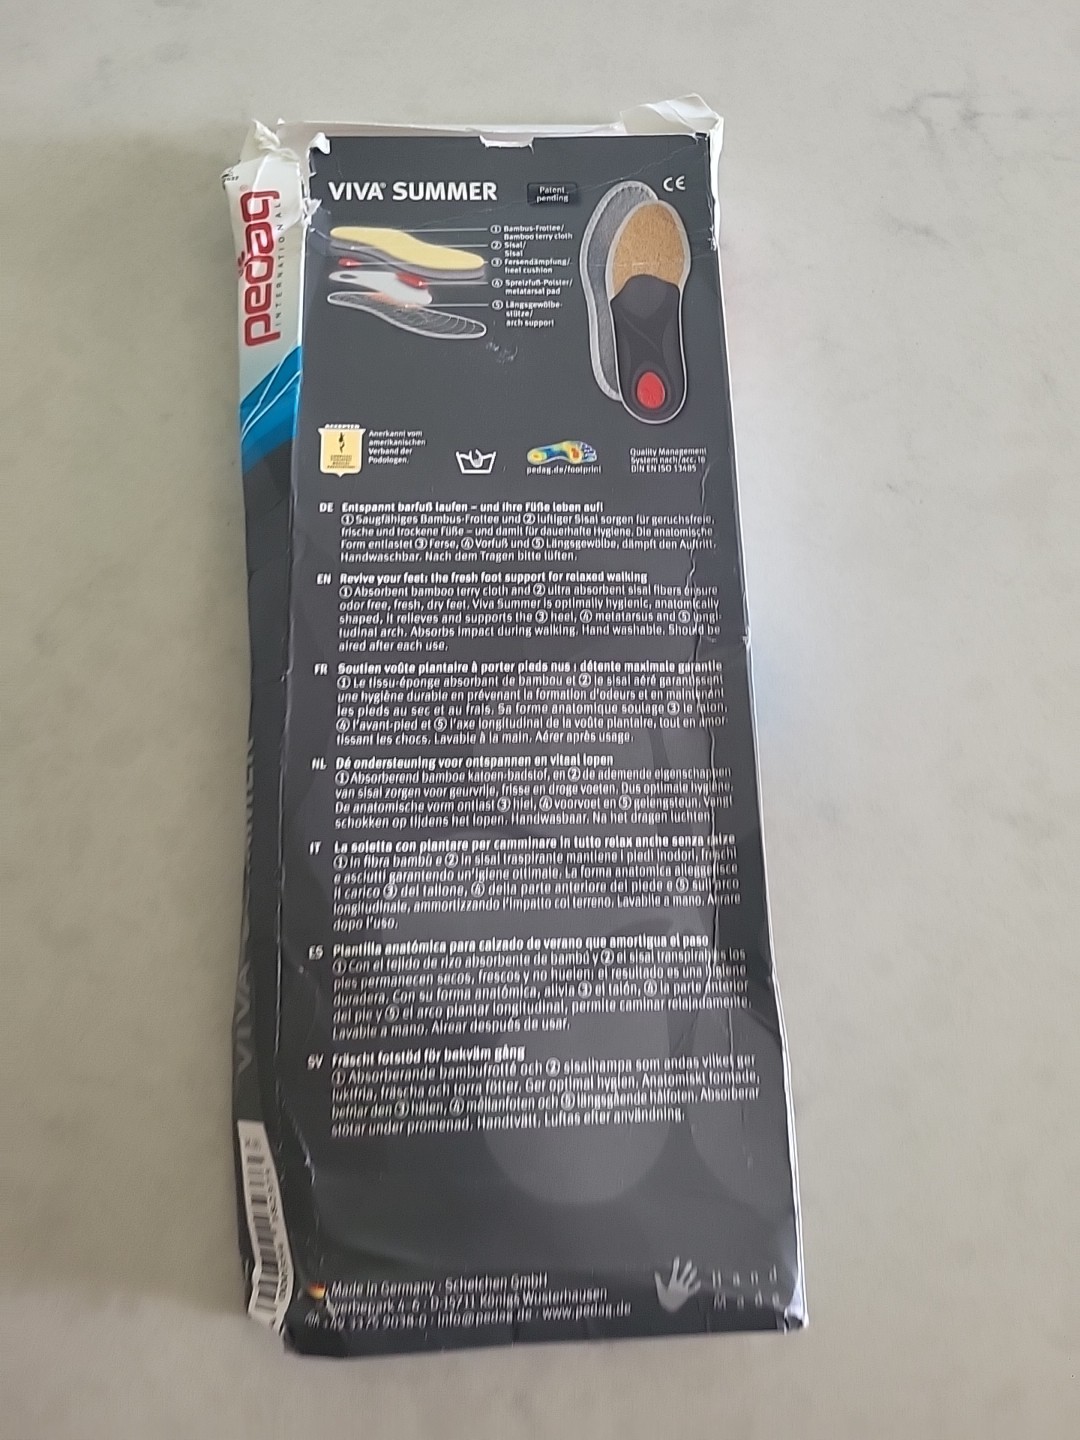 pedag®
INTERNATIONAL
VIVA® SUMMER
Patent
pending
CE
① Bambus-Frottee/
Bamboo terry cloth
② Sisal/
Sisal
③ Fersendämpfung/
heel cushion
④ Spreizfuß-Polster/
metatarsal pad
⑤ Längsgewölbe-
stütze/
arch support
ACCEPTED
Anerkannt vom
amerikanischen
Verband der
Podologen.
pedag.de/footprint
Quality Management
System nach/acc. to
DIN EN ISO 13485
DE Entspannt barfuß laufen – und Ihre Füße leben auf!
① Saugfähiges Bambus-Frottee und ② luftiger Sisal sorgen für geruchsfreie,
frische und trockene Füße – und damit für dauerhafte Hygiene. Die anatomische
Form entlastet ③ Ferse, ④ Vorfuß und ⑤ Längsgewölbe, dämpft den Auftritt.
Handwaschbar. Nach dem Tragen bitte lüften.
EN Revive your feet: the fresh foot support for relaxed walking
① Absorbent bamboo terry cloth and ② ultra absorbent sisal fibers ensure
odor free, fresh, dry feet. Viva Summer is optimally hygienic, anatomically
shaped, it relieves and supports the ③ heel, ④ metatarsus and ⑤ longi-
tudinal arch. Absorbs impact during walking. Hand washable. Should be
aired after each use.
FR Soutien voûte plantaire à porter pieds nus : détente maximale garantie
① Le tissu-éponge absorbant de bambou et ② le sisal aéré garantissent
une hygiène durable en prévenant la formation d'odeurs et en maintenant
les pieds au sec et au frais. Sa forme anatomique soulage ③ le talon,
④ l'avant-pied et ⑤ l'axe longitudinal de la voûte plantaire, tout en amor-
tissant les chocs. Lavable à la main. Aérer après usage.
NL Dé ondersteuning voor ontspannen en vitaal lopen
① Absorberend bamboe katoen-badstof, en ② de ademende eigenschappen
van sisal zorgen voor geurvrije, frisse en droge voeten. Dus optimale hygiëne.
De anatomische vorm ontlast ③ hiel, ④ voorvoet en ⑤ gelengsteun. Vangt
schokken op tijdens het lopen. Handwasbaar. Na het dragen luchten.
IT La soletta con plantare per camminare in tutto relax anche senza calze
① In fibra bambù e ② in sisal traspirante mantiene i piedi inodori, freschi
e asciutti garantendo un'igiene ottimale. La forma anatomica alleggerisce
il carico ③ del tallone, ④ della parte anteriore del piede e ⑤ sull'arco
longitudinale, ammortizzando l'impatto col terreno. Lavabile a mano. Aerare
dopo l'uso.
ES Plantilla anatómica para calzado de verano que amortigua el paso
① Con el tejido de rizo absorbente de bambú y ② el sisal transpirable los
pies permanecen secos, frescos y no huelen: el resultado es una higiene
duradera. Con su forma anatómica, alivia ③ el talón, ④ la parte anterior
del pie y ⑤ el arco plantar longitudinal, permite caminar relajadamente.
Lavable a mano. Airear después de usar.
SV Fräscht fotstöd för bekväm gång
① Absorberande bambufrotté och ② sisalhampa som andas vilket ger
luktfria, fräscha och torra fötter. Ger optimal hygien. Anatomiskt formade,
befriar den ③ hälen, ④ mellanfoten och ⑤ längsgående hålfoten. Absorberar
stötar under promenad. Handtvätt. Luftas efter användning.
Made in Germany · Schelchen GmbH
Gewerbepark 4-6 · D-15711 Königs Wusterhausen
+49 3375 9038-0 · info@pedag.de · www.pedag.de
Hand
Made
VIVA